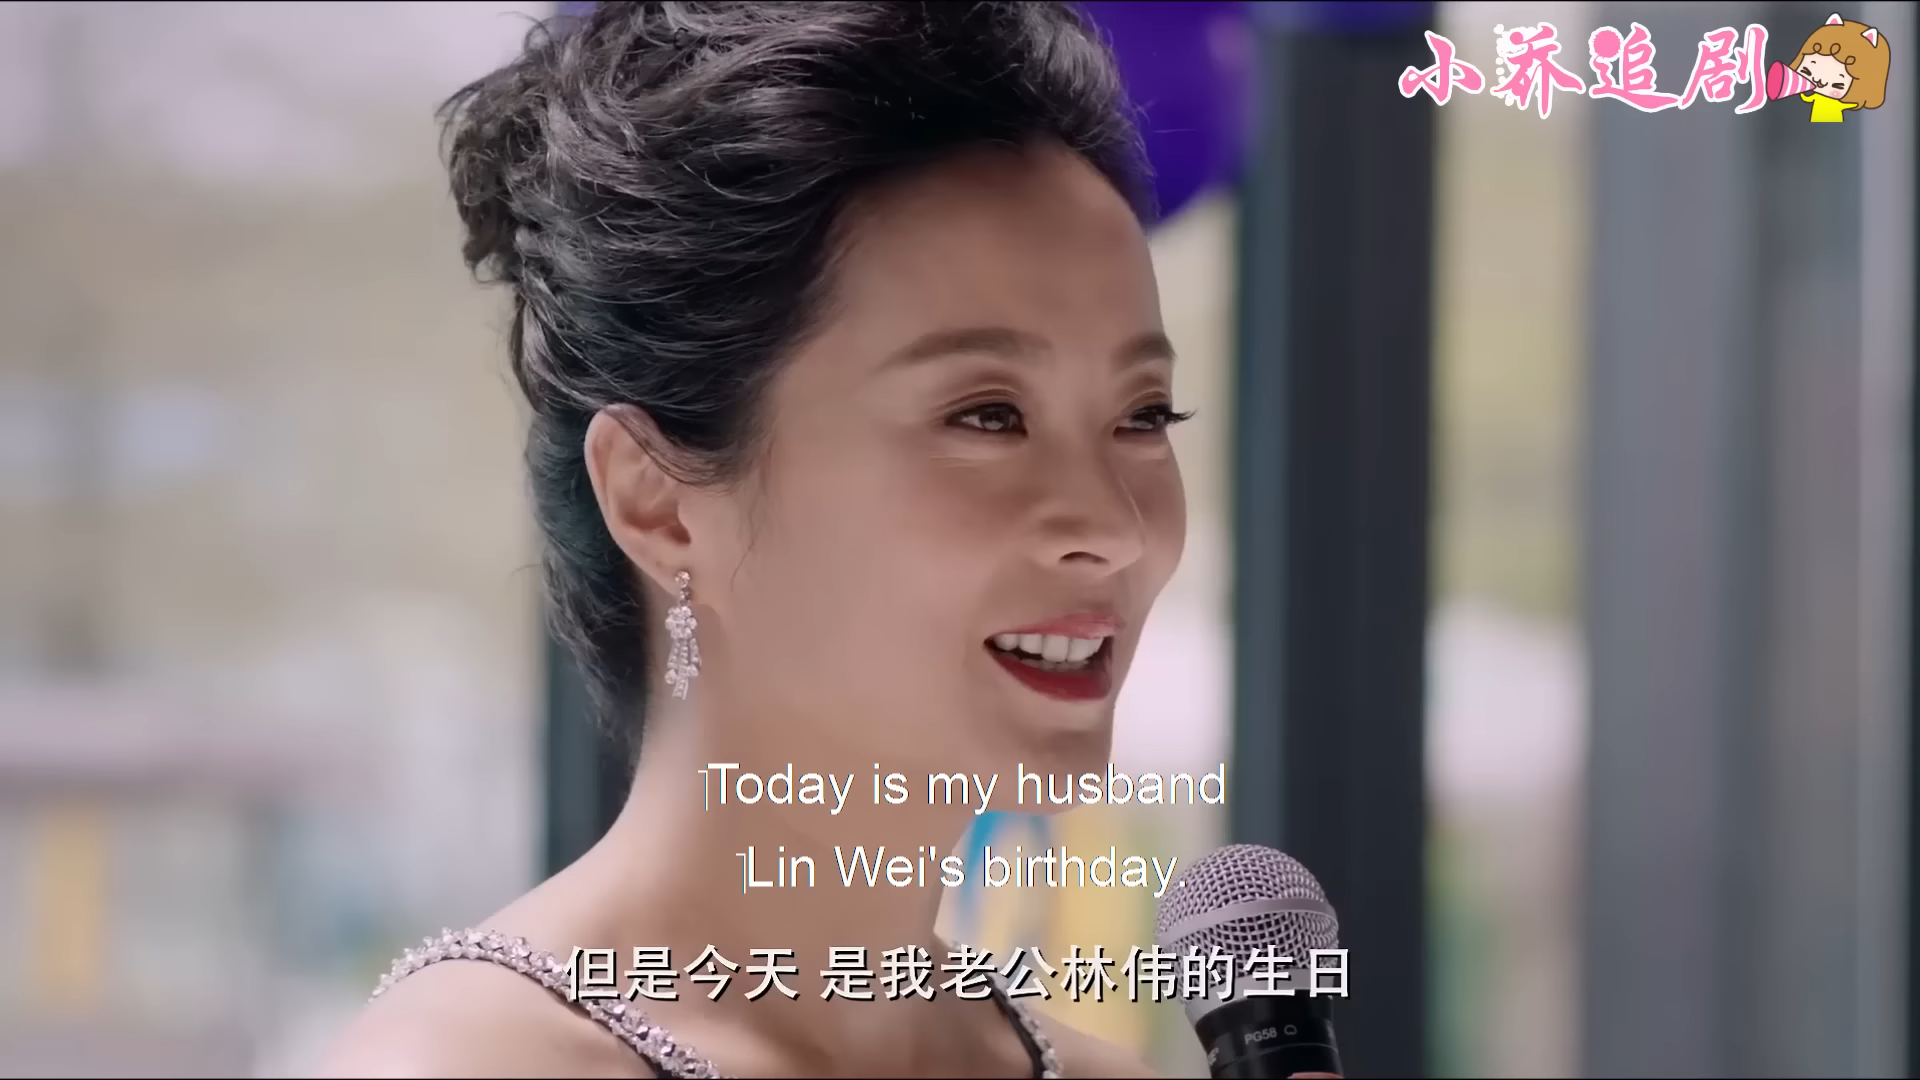 小乔追剧
Today is my husband
Lin Wei's birthday.
但是今天 是我老公林伟的生日
PG58